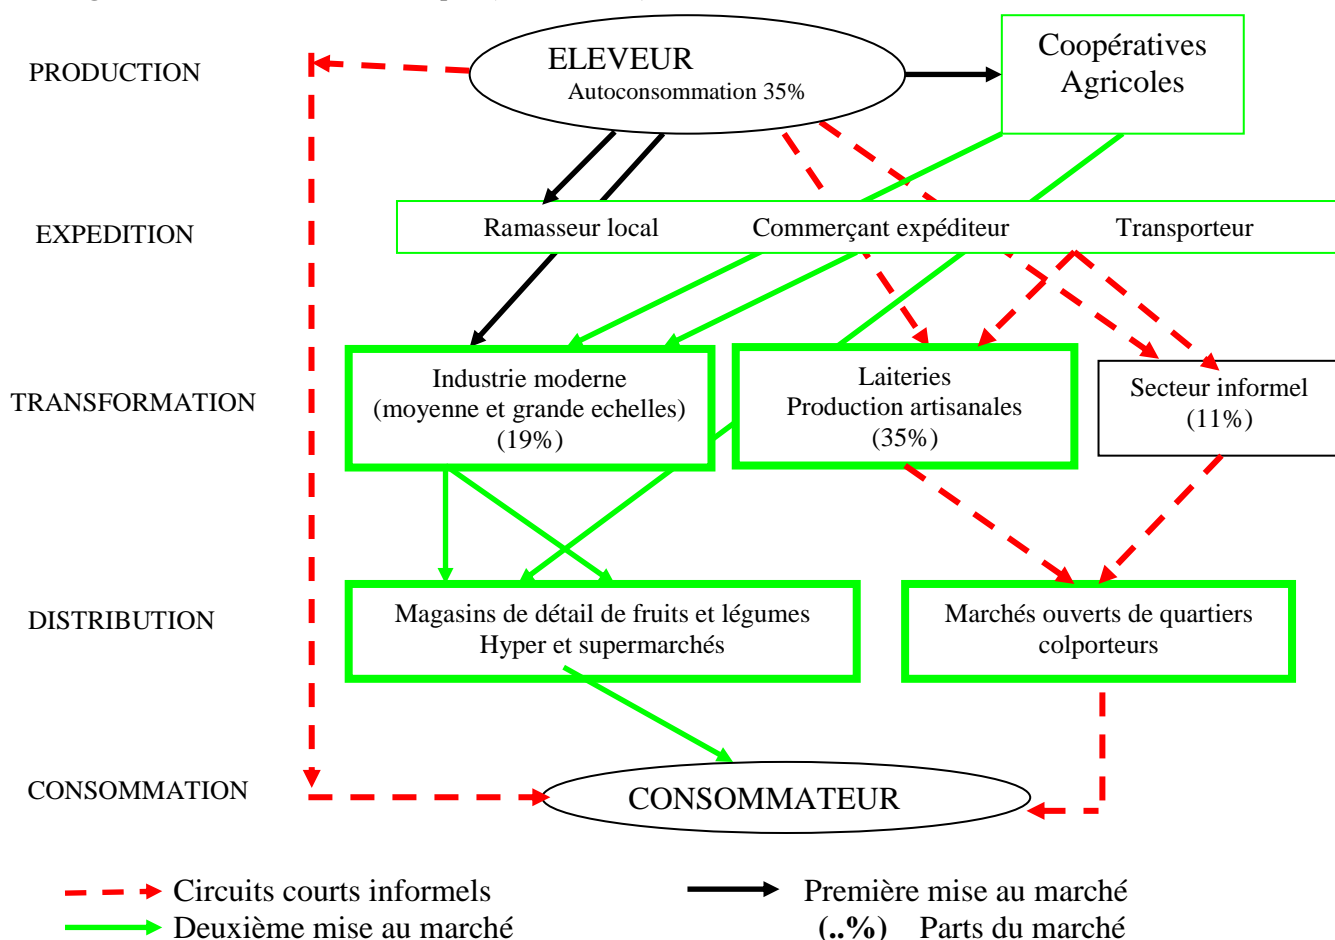 PRODUCTION
ELEVEUR
Autoconsommation 35%
Coopératives
Agricoles
EXPEDITION
Ramasseur local
Commerçant expéditeur
Transporteur
TRANSFORMATION
Industrie moderne
(moyenne et grande echelles)
(19%)
Laiteries
Production artisanales
(35%)
Secteur informel
(11%)
DISTRIBUTION
Magasins de détail de fruits et légumes
Hyper et supermarchés
Marchés ouverts de quartiers
colporteurs
CONSOMMATION
CONSOMMATEUR
Circuits courts informels
Première mise au marché
Deuxième mise au marché
(..%) Parts du marché